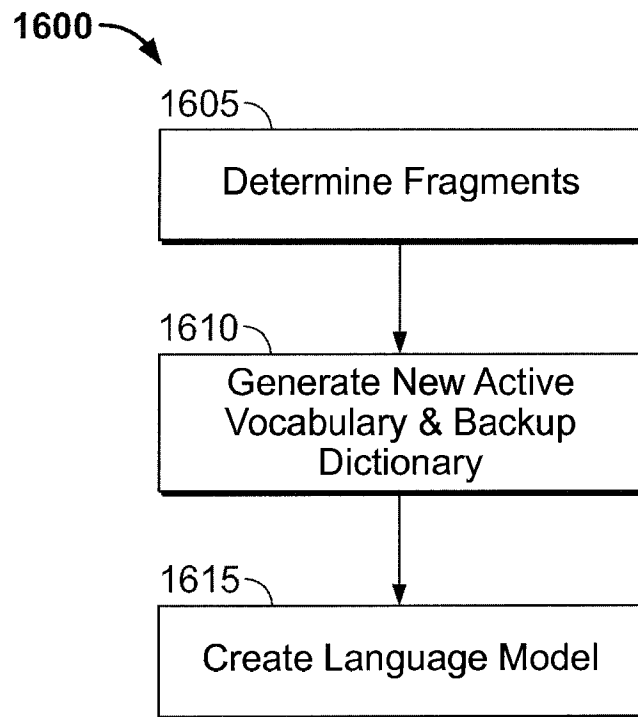 1600
1605
Determine Fragments
1610
Generate New Active
Vocabulary & Backup
Dictionary
1615
Create Language Model